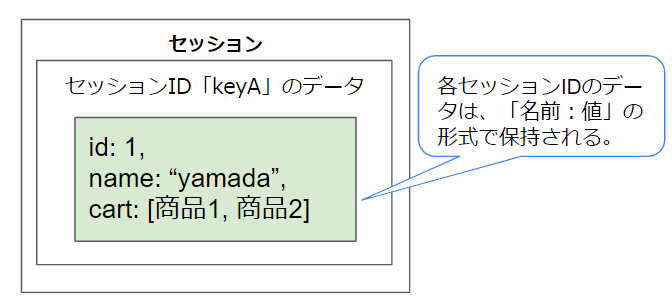 セッション
セッションID「keyA」のデータ
id: 1,
name: “yamada”,
cart: [商品1, 商品2]
各セッションIDのデー
タは、「名前：値」の
形式で保持される。